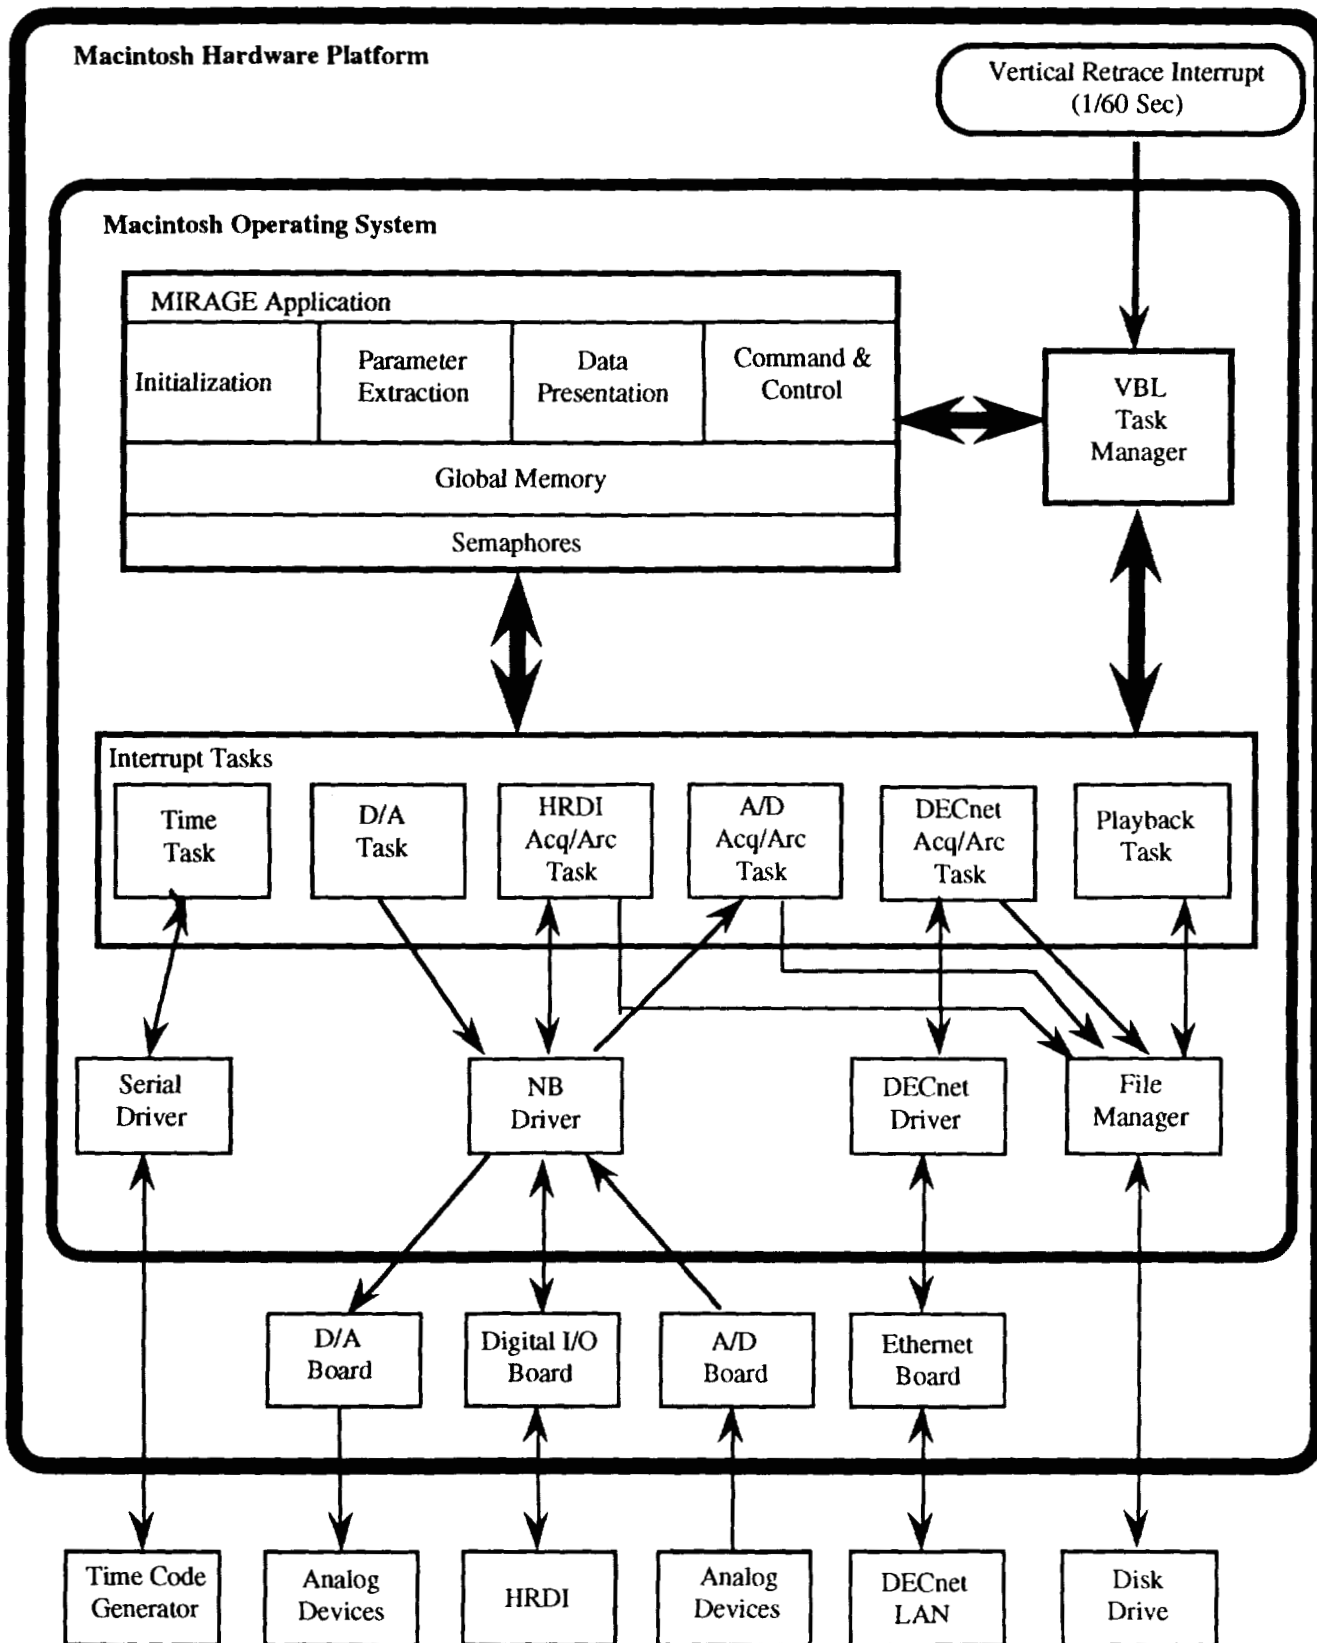 Macintosh Hardware Platform
Vertical Retrace Interrupt
(1/60 Sec)
Macintosh Operating System
MIRAGE Application
Initialization
Parameter
Extraction
Data
Presentation
Command &
Control
VBL
Task
Manager
Global Memory
Semaphores
Interrupt Tasks
Time
Task
D/A
Task
HRDI
Acq/Arc
Task
A/D
Acq/Arc
Task
DECnet
Acq/Arc
Task
Playback
Task
Serial
Driver
NB
Driver
DECnet
Driver
File
Manager
D/A
Board
Digital I/O
Board
A/D
Board
Ethernet
Board
Time Code
Generator
Analog
Devices
HRDI
Analog
Devices
DECnet
LAN
Disk
Drive